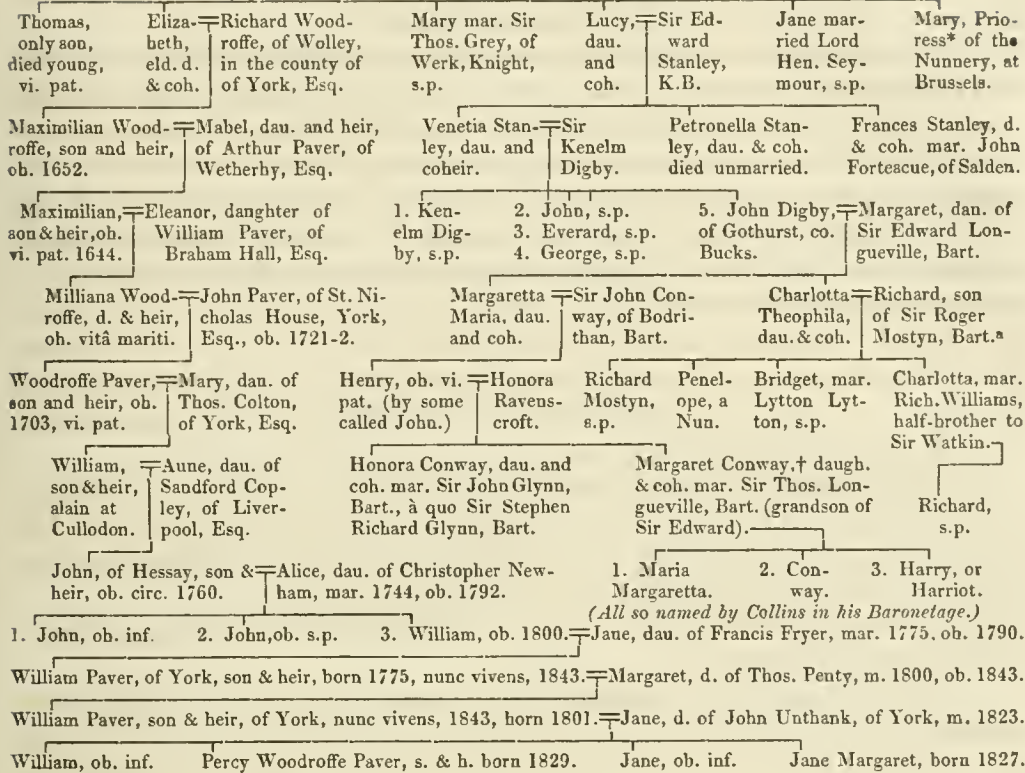 Thomas,
only son,
died young,
vi. pat.
Eliza-
beth,
eld. d.
& coh.
Richard Wood-
roffe, of Wolley,
in the county of
of York, Esq.
Mary mar. Sir
Thos. Grey, of
Werk, Knight,
s.p.
Lucy,
dau.
and
coh.
Sir Ed-
ward
Stanley,
K.B.
Jane mar-
ried Lord
Hen. Sey-
mour, s.p.
Mary, Prio-
ress* of the
Nunnery, at
Brussels.
Maximilian Wood-
roffe, son and heir,
ob. 1652.
Mabel, dau. and heir,
of Arthur Paver, of
Wetherby, Esq.
Venetia Stan-
ley, dau. and
coheir.
Sir
Kenelm
Digby.
Petronella Stan-
ley, dau. & coh.
died unmarried.
Frances Stanley, d.
& coh. mar. John
Fortescue, of Salden.
Maximilian,
son & heir, oh.
vi. pat. 1644.
Eleanor, danghter of
William Paver, of
Braham Hall, Esq.
1. Ken-
elm Dig-
by, s.p.
2. John, s.p.
3. Everard, s.p.
4. George, s.p.
5. John Digby,
of Gothurst, co.
Bucks.
Margaret, dan. of
Sir Edward Lon-
gueville, Bart.
Milliana Wood-
roffe, d. & heir,
oh. vitâ mariti.
John Paver, of St. Ni-
cholas House, York,
Esq., ob. 1721-2.
Margaretta
Maria, dau.
and coh.
Sir John Con-
way, of Bodri-
than, Bart.
Charlotta
Theophila,
dau. & coh.
Richard, son
of Sir Roger
Mostyn, Bart.ª
Woodroffe Paver,
son and heir, ob.
1703, vi. pat.
Mary, dan. of
Thos. Colton,
of York, Esq.
Henry, ob. vi.
pat. (by some
called John.)
Honora
Ravens-
croft.
Richard
Mostyn,
s.p.
Penel-
ope, a
Nun.
Bridget, mar.
Lytton Lyt-
ton, s.p.
Charlotta, mar.
Rich. Williams,
half-brother to
Sir Watkin.
William,
son & heir,
alain at
Cullodon.
Aune, dau. of
Sandford Cop-
ley, of Liver-
pool, Esq.
Honora Conway, dau. and
coh. mar. Sir John Glynn,
Bart., à quo Sir Stephen
Richard Glynn, Bart.
Margaret Conway,† daugh.
& coh. mar. Sir Thos. Lon-
gueville, Bart. (grandson of
Sir Edward).
Richard,
s.p.
John, of Hessay, son &
heir, ob. circ. 1760.
Alice, dau. of Christopher New-
ham, mar. 1744, ob. 1792.
1. Maria
Margaretta.
2. Con-
way.
3. Harry, or
Harriot.
(All so named by Collins in his Baronetage.)
1. John, ob. inf. 2. John, ob. s.p. 3. William, ob. 1800. Jane, dau. of Francis Fryer, mar. 1775, ob. 1790.
William Paver, of York, son & heir, born 1775, nunc vivens, 1843. Margaret, d. of Thos. Penty, m. 1800, ob. 1843.
William Paver, son & heir, of York, nunc vivens, 1843, born 1801. Jane, d. of John Unthank, of York, m. 1823.
William, ob. inf. Percy Woodroffe Paver, s. & h. born 1829. Jane, ob. inf. Jane Margaret, born 1827.